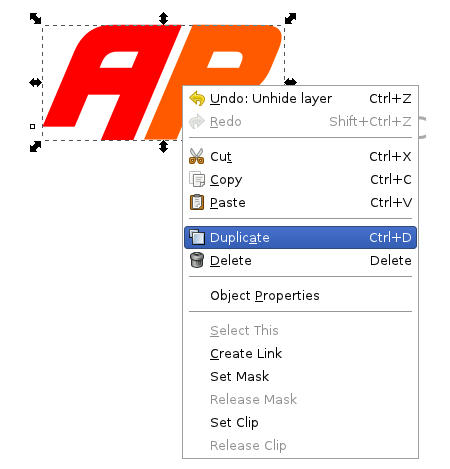 AP
Undo: Unhide layer Ctrl+Z
Redo Shift+Ctrl+Z
Cut Ctrl+X
Copy Ctrl+C
Paste Ctrl+V
Duplicate Ctrl+D
Delete Delete
Object Properties
Select This
Create Link
Set Mask
Release Mask
Set Clip
Release Clip